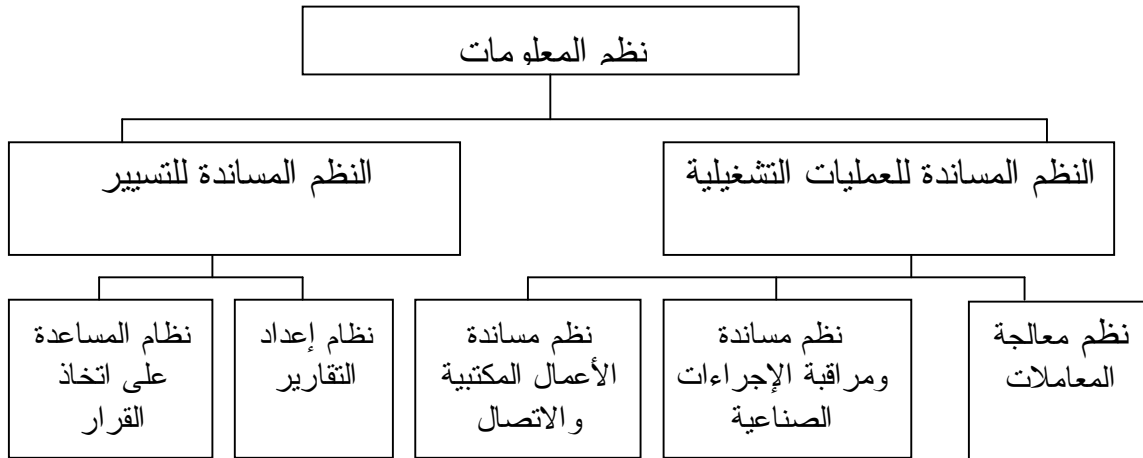 نظم المعلومات
النظم المساندة للعمليات التشغيلية
النظم المساندة للتسيير
نظم معالجة
المعاملات
نظم مساندة
ومراقبة الإجراءات
الصناعية
نظم مساندة
الأعمال المكتبية
والاتصال
نظام إعداد
التقارير
نظام المساعدة
على اتخاذ
القرار